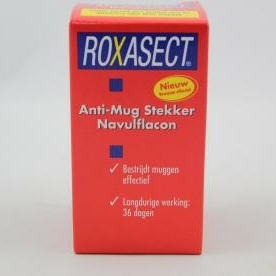 ROXASECT®
Nieuw
Anti-Mug Stekker
Navulflacon
✓ Bestrijdt muggen
effectief
✓ Langdurige werking:
36 dagen